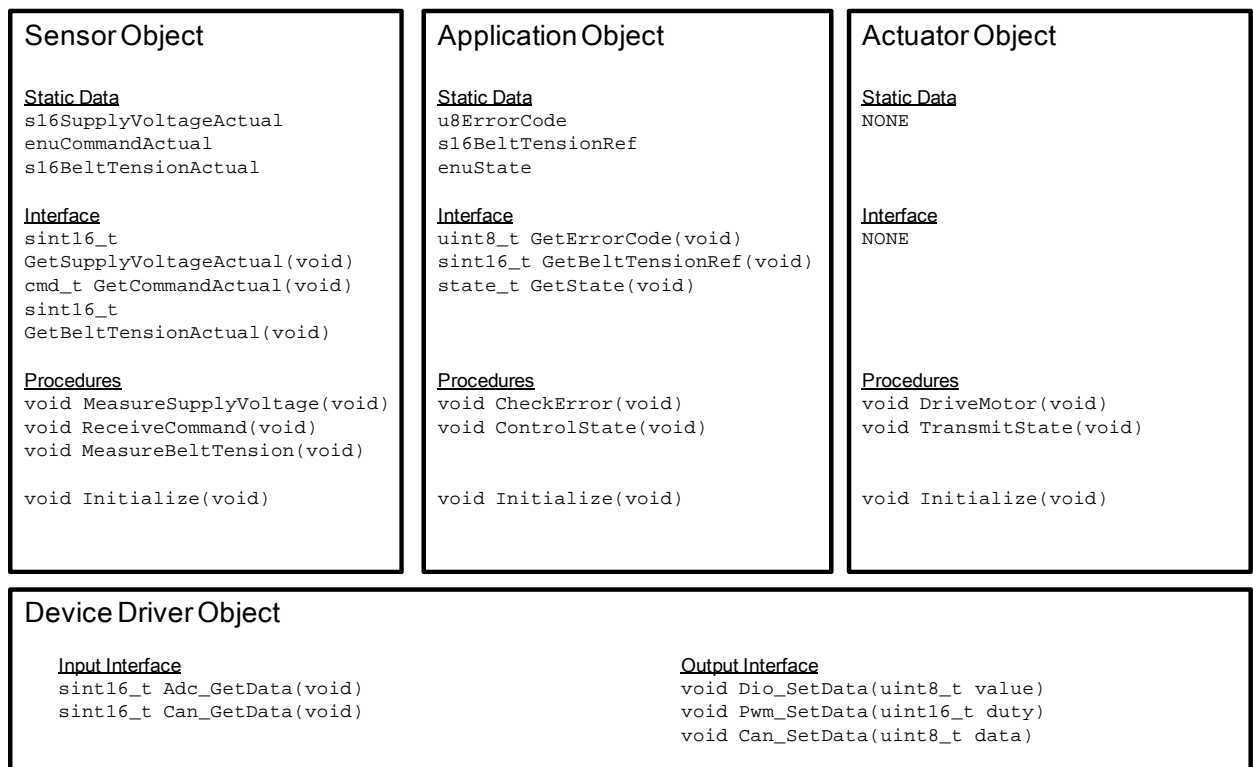 Sensor Object
Static Data
s16SupplyVoltageActual
enuCommandActual
s16BeltTensionActual
Interface
sint16_t
GetSupplyVoltageActual(void)
cmd_t GetCommandActual(void)
sint16_t
GetBeltTensionActual(void)
Procedures
void MeasureSupplyVoltage(void)
void ReceiveCommand(void)
void MeasureBeltTension(void)
void Initialize(void)
Application Object
Static Data
u8ErrorCode
s16BeltTensionRef
enuState
Interface
uint8_t GetErrorCode(void)
sint16_t GetBeltTensionRef(void)
state_t GetState(void)
Procedures
void CheckError(void)
void ControlState(void)
void Initialize(void)
Actuator Object
Static Data
NONE
Interface
NONE
Procedures
void DriveMotor(void)
void TransmitState(void)
void Initialize(void)
Device Driver Object
Input Interface
sint16_t Adc_GetData(void)
sint16_t Can_GetData(void)
Output Interface
void Dio_SetData(uint8_t value)
void Pwm_SetData(uint16_t duty)
void Can_SetData(uint8_t data)